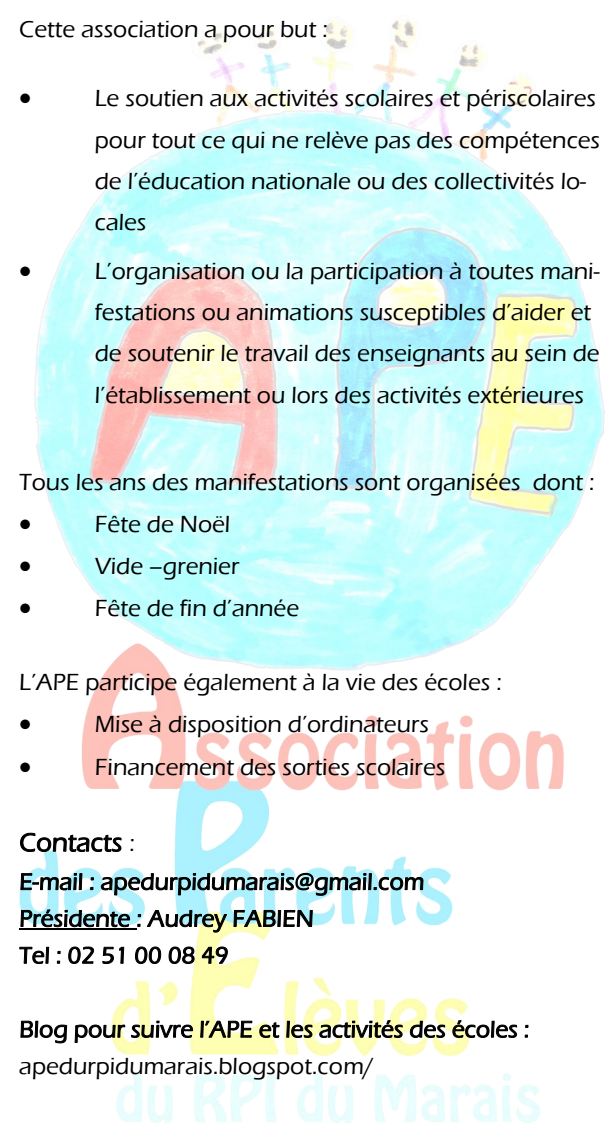 Cette association a pour but :
• Le soutien aux activités scolaires et périscolaires
pour tout ce qui ne relève pas des compétences
de l'éducation nationale ou des collectivités lo-
cales
• L'organisation ou la participation à toutes mani-
festations ou animations susceptibles d'aider et
de soutenir le travail des enseignants au sein de
l'établissement ou lors des activités extérieures
APE
Tous les ans des manifestations sont organisées  dont :
• Fête de Noël
• Vide –grenier
• Fête de fin d'année
L'APE participe également à la vie des écoles :
• Mise à disposition d'ordinateurs
• Financement des sorties scolaires
Association
des Parents
d'Elèves
du RPI du Marais
Contacts :
E-mail : apedurpidumarais@gmail.com
Présidente : Audrey FABIEN
Tel : 02 51 00 08 49
Blog pour suivre l'APE et les activités des écoles :
apedurpidumarais.blogspot.com/